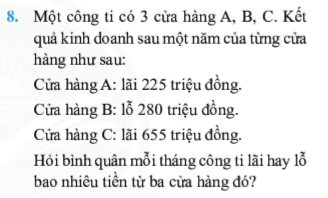 8. Một công ti có 3 cửa hàng A, B, C. Kết
quả kinh doanh sau một năm của từng cửa
hàng như sau:
Cửa hàng A: lãi 225 triệu đồng.
Cửa hàng B: lỗ 280 triệu đồng.
Cửa hàng C: lãi 655 triệu đồng.
Hỏi bình quân mỗi tháng công ti lãi hay lỗ
bao nhiêu tiền từ ba cửa hàng đó?